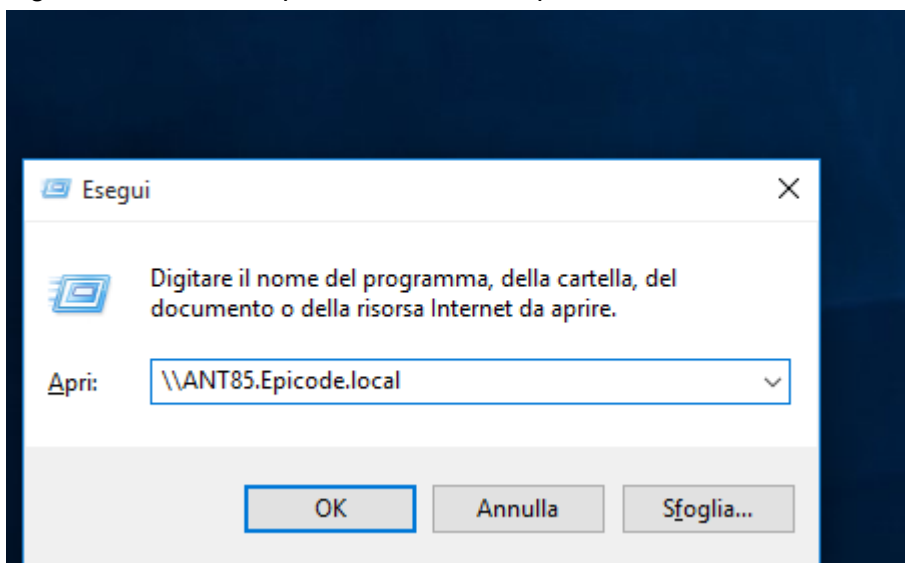 Esegui
Digitare il nome del programma, della cartella, del
documento o della risorsa Internet da aprire.
Apri:
\\ANT85.Epicode.local
OK
Annulla
Sfoglia...